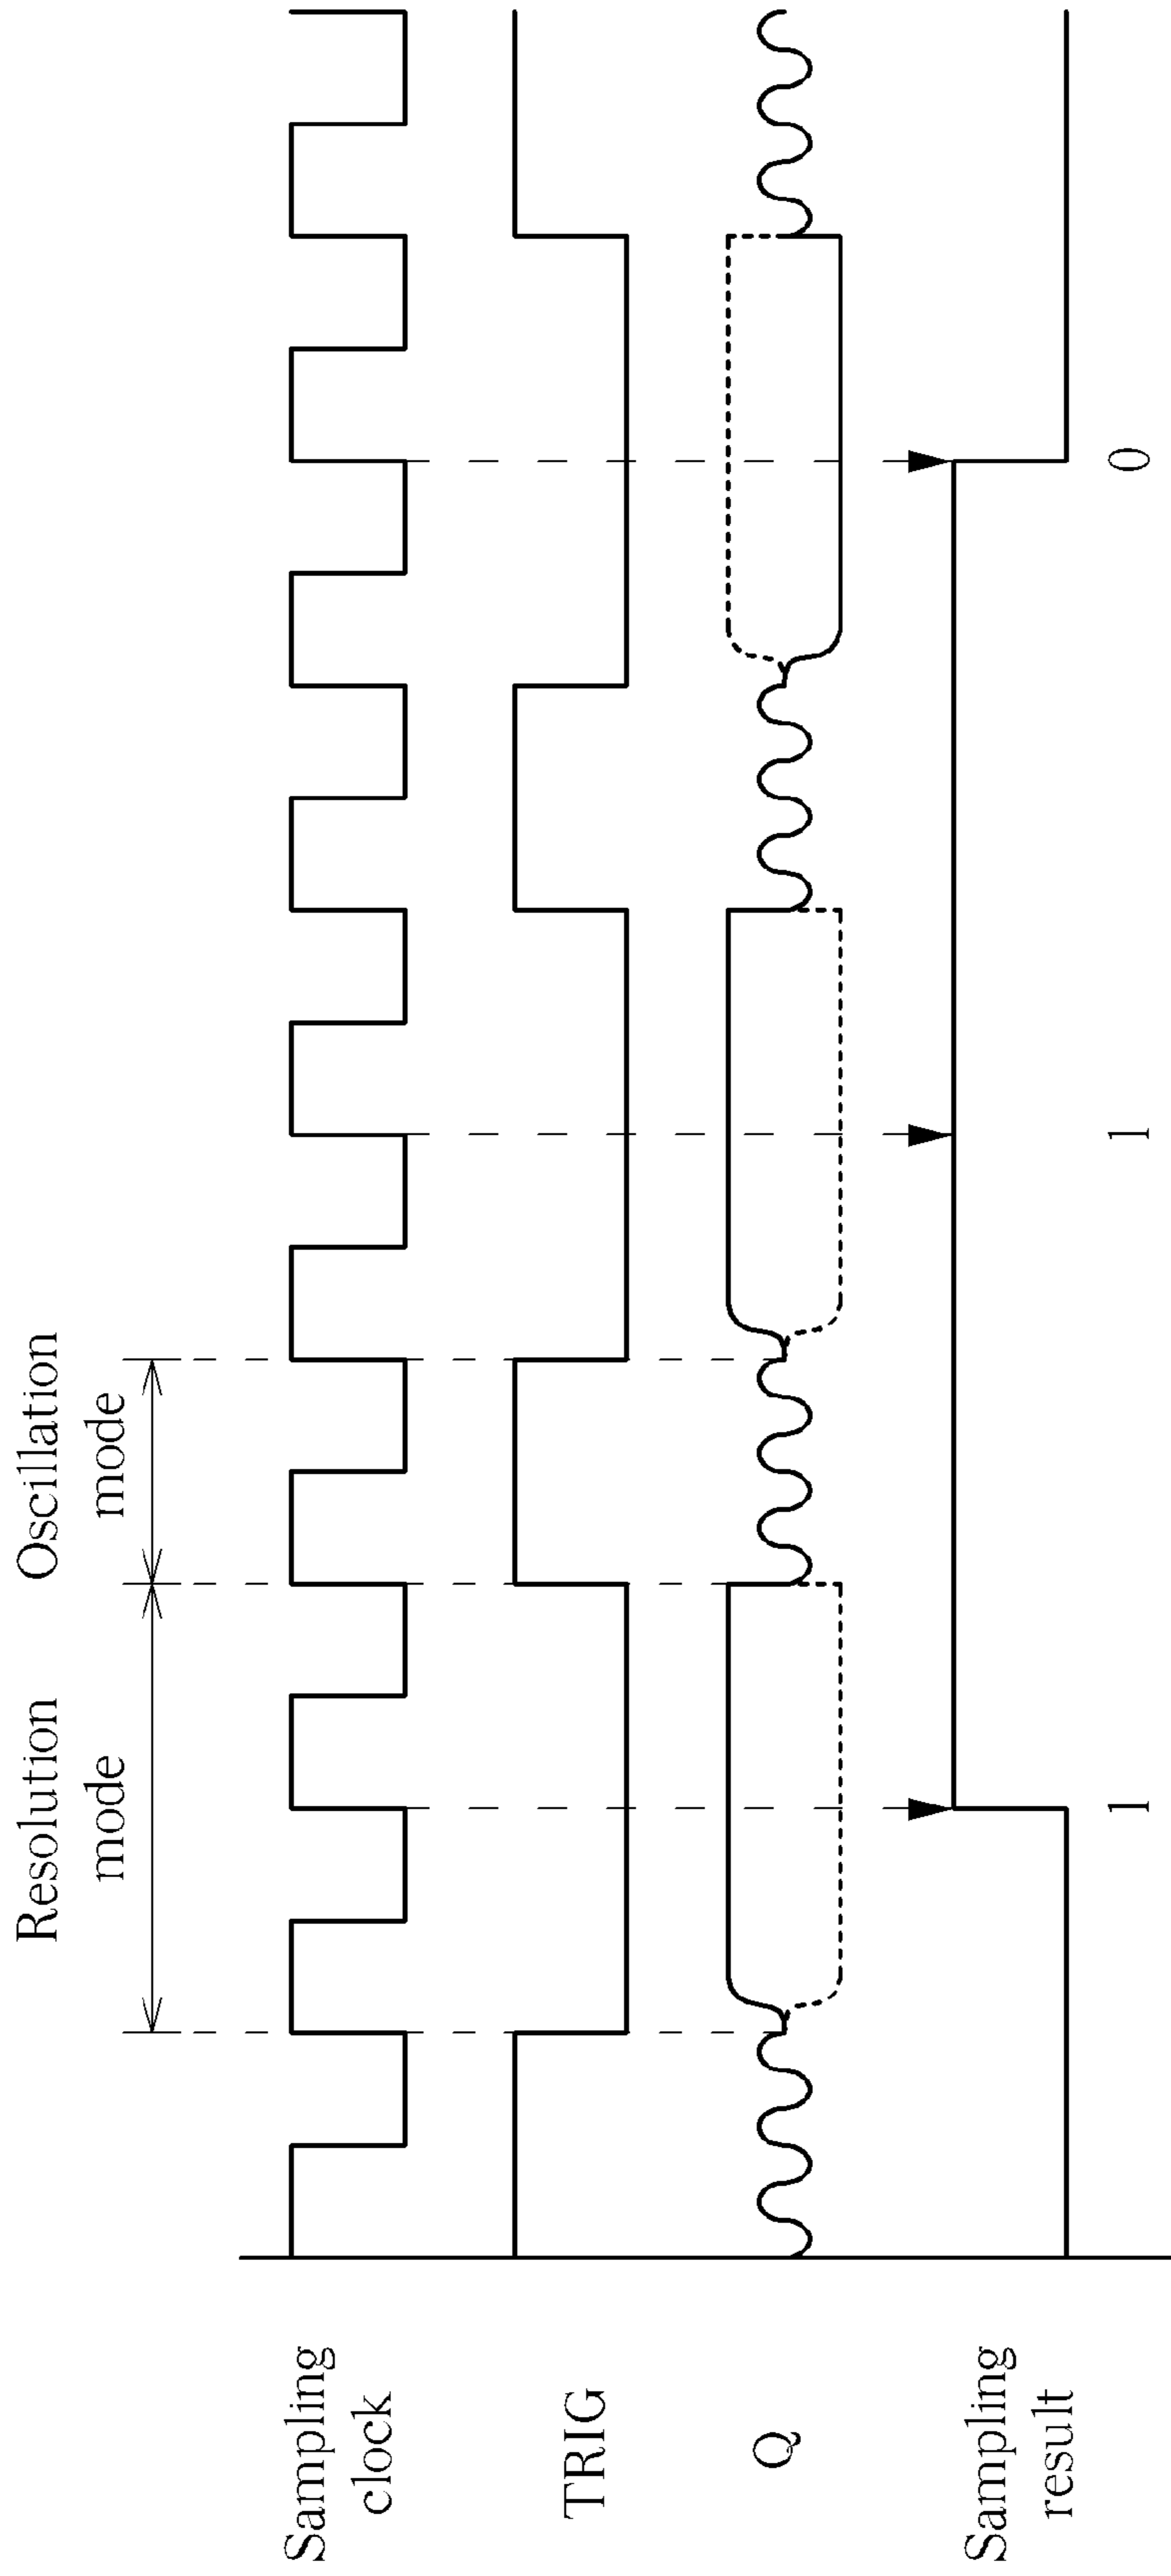 Resolution
mode
Oscillation
mode
Sampling
clock
TRIG
Q
Sampling
result
1
1
0